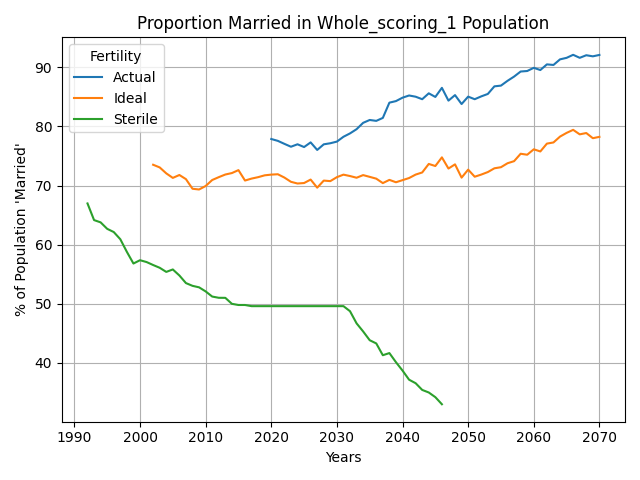 Proportion Married in Whole_scoring_1 Population
Fertility
Actual
Ideal
Sterile
% of Population 'Married'
90
80
70
60
50
40
1990 2000 2010 2020 2030 2040 2050 2060 2070
Years